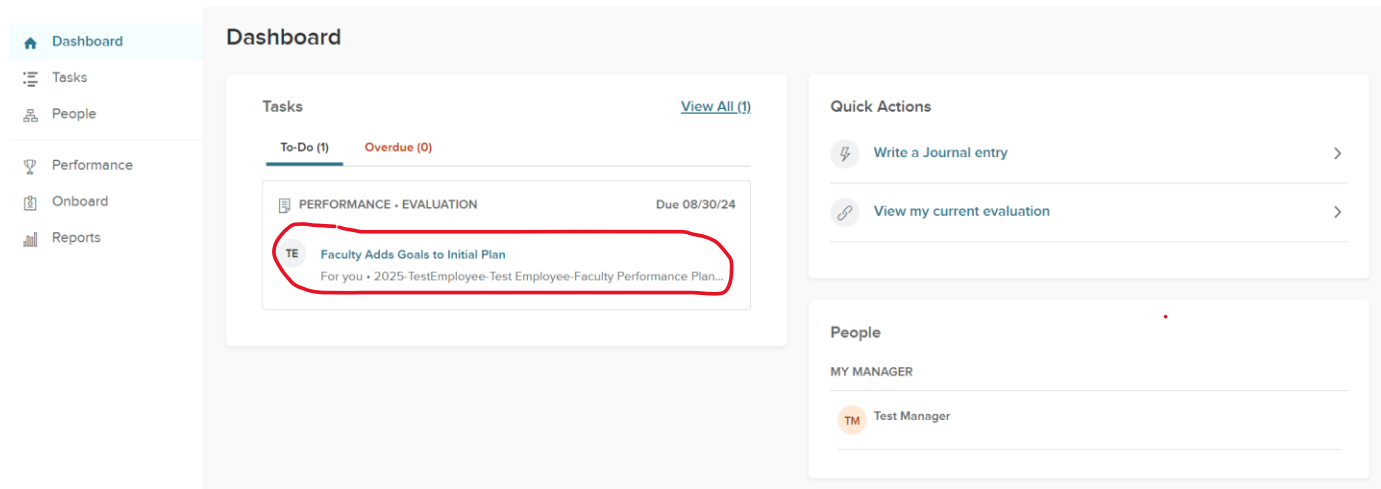 Dashboard
Tasks
People
Performance
Onboard
Reports
Dashboard
Tasks
View All (1)
To-Do (1)
Overdue (0)
PERFORMANCE • EVALUATION
Due 08/30/24
TE
Faculty Adds Goals to Initial Plan
For you • 2025-TestEmployee-Test Employee-Faculty Performance Plan...
Quick Actions
Write a Journal entry
View my current evaluation
People
MY MANAGER
TM
Test Manager